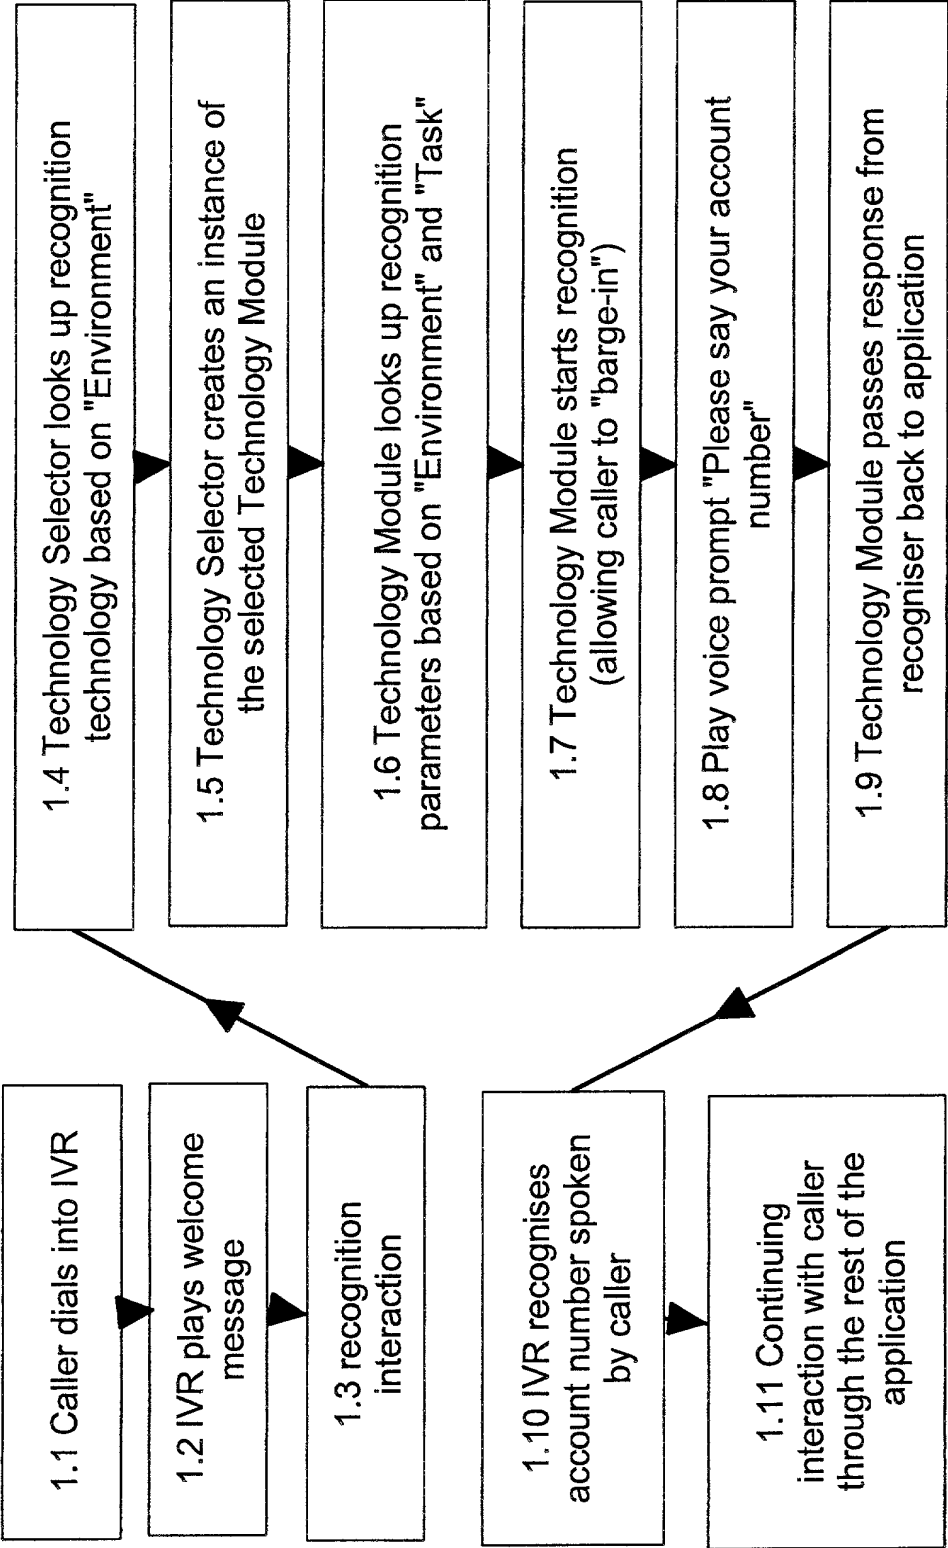 1.1 Caller dials into IVR
1.2 IVR plays welcome
message
1.3 recognition
interaction
1.4 Technology Selector looks up recognition
technology based on "Environment"
1.5 Technology Selector creates an instance of
the selected Technology Module
1.6 Technology Module looks up recognition
parameters based on "Environment" and "Task"
1.7 Technology Module starts recognition
(allowing caller to "barge-in")
1.8 Play voice prompt "Please say your account
number"
1.9 Technology Module passes response from
recogniser back to application
1.10 IVR recognises
account number spoken
by caller
1.11 Continuing
interaction with caller
through the rest of the
application